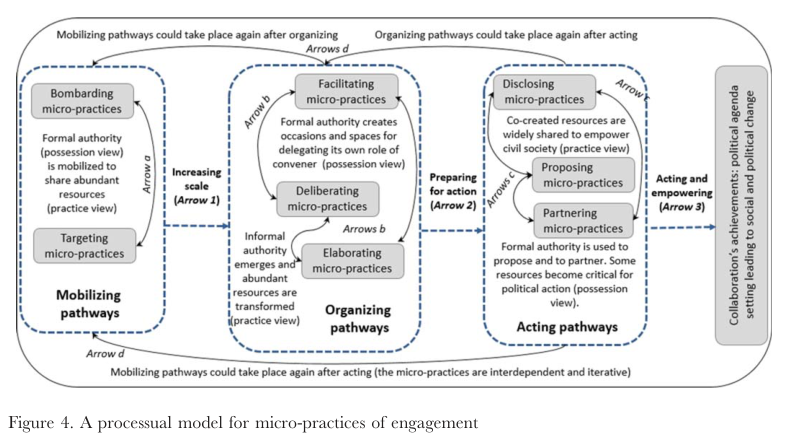 Mobilizing pathways could take place again after organizing
Organizing pathways could take place again after acting
Arrows d
Bombarding
micro-practices
Formal authority
(possession view)
is mobilized to
share abundant
resources
(practice view)
Arrow a
Targeting
micro-practices
Mobilizing
pathways
Increasing
scale
(Arrow 1)
Facilitating
micro-practices
Arrow b
Formal authority creates
occasions and spaces for
delegating its own role of
convener (possession view)
Deliberating
micro-practices
Arrows b
Informal
authority
emerges and
abundant
resources are
transformed
(practice view)
Elaborating
micro-practices
Organizing
pathways
Preparing
for action
(Arrow 2)
Disclosing
micro-practices
Arrow
Co-created resources are
widely shared to empower
civil society (practice view)
Arrows c
Proposing
micro-practices
Partnering
micro-practices
Formal authority is used to
propose and to partner. Some
resources become critical for
political action (possession
view).
Acting pathways
Acting and
empowering
(Arrow 3)
Collaboration's achievements: political agenda
setting leading to social and political change
Arrow d
Mobilizing pathways could take place again after acting (the micro-practices are interdependent and iterative)
Figure 4. A processual model for micro-practices of engagement